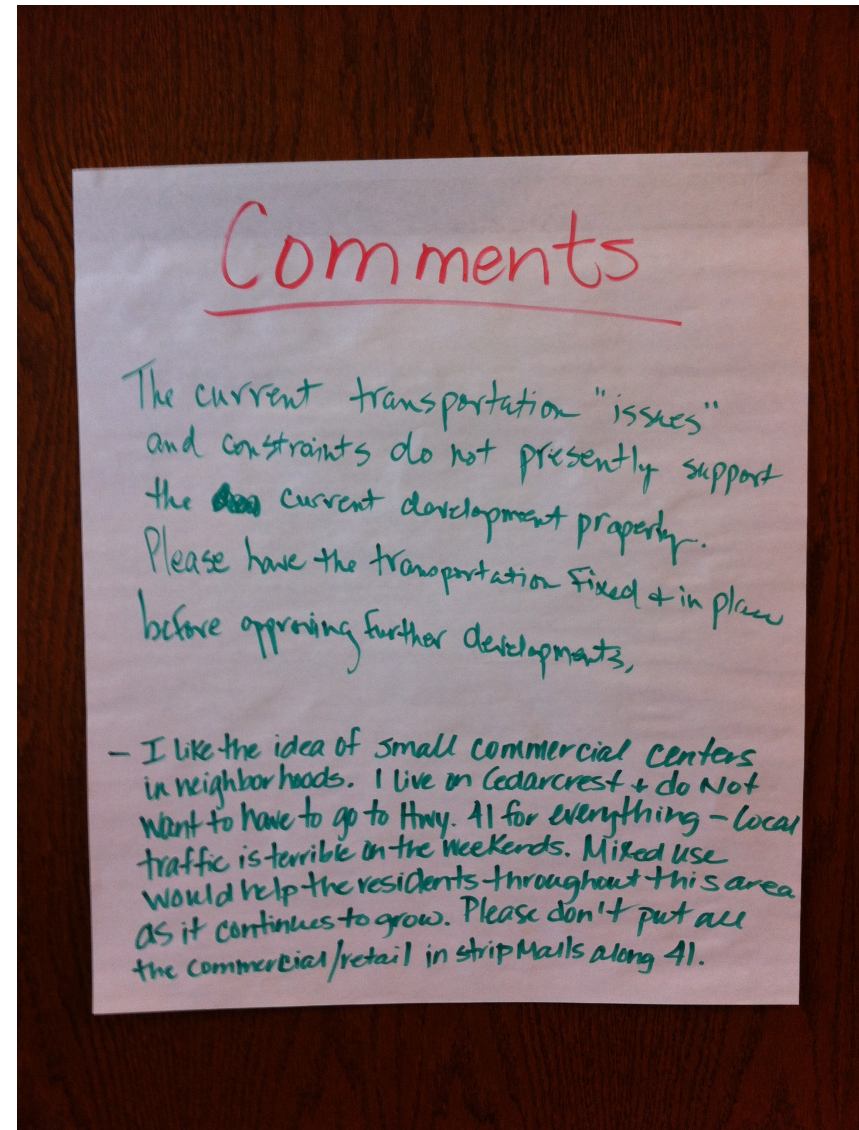 Comments
The current transportation "issues"
and constraints do not presently support
the current development property.
Please have the transportation fixed + in place
before approving further developments,
- I like the idea of small commercial centers
in neighborhoods. I live on Cedarcrest + do Not
want to have to go to Hwy. 41 for everything - local
traffic is terrible on the weekends. Mixed use
would help the residents throughout this area
as it continues to grow. Please don't put all
the commercial/retail in strip Malls along 41.